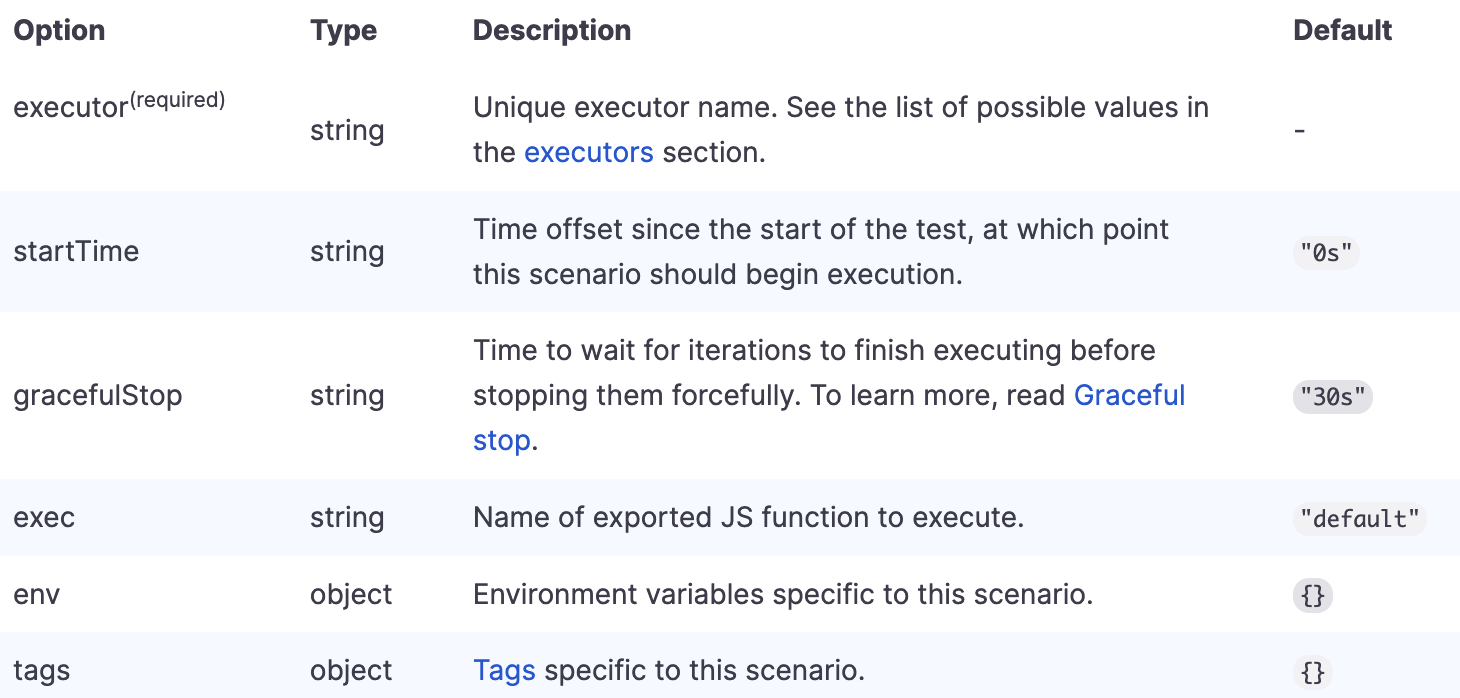 Option Type Description Default
executor(required) string Unique executor name. See the list of possible values in
the executors section. -
startTime string Time offset since the start of the test, at which point
this scenario should begin execution. "0s"
gracefulStop string Time to wait for iterations to finish executing before
stopping them forcefully. To learn more, read Graceful
stop. "30s"
exec string Name of exported JS function to execute. "default"
env object Environment variables specific to this scenario. {}
tags object Tags specific to this scenario. {}